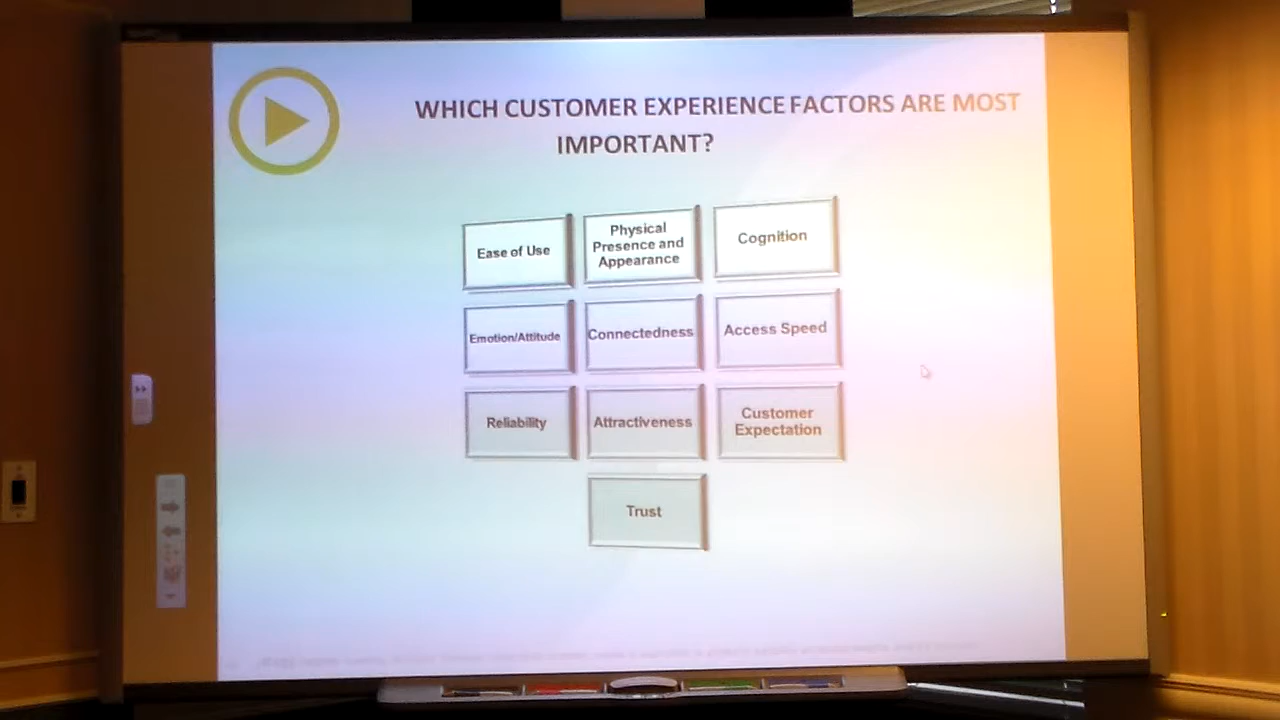 WHICH CUSTOMER EXPERIENCE FACTORS ARE MOST
IMPORTANT?
Ease of Use
Physical
Presence and
Appearance
Cognition
Emotion/Attitude
Connectedness
Access Speed
Reliability
Attractiveness
Customer
Expectation
Trust